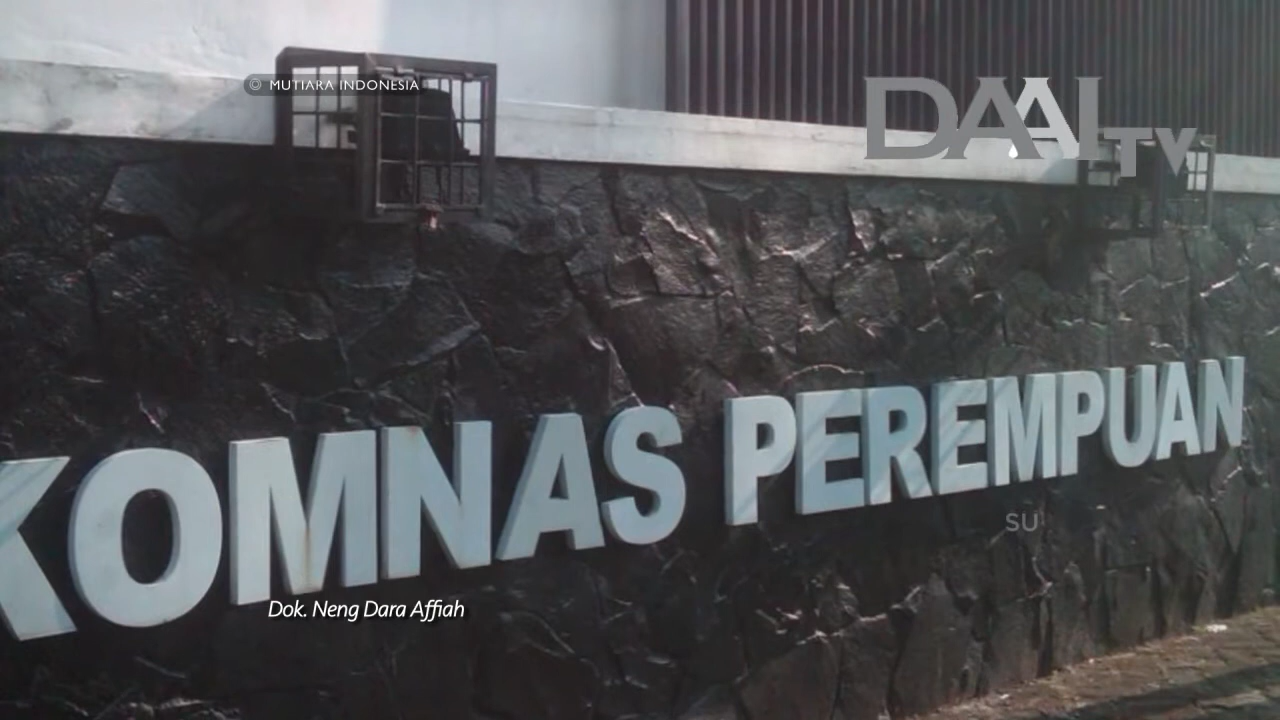 © MUTIARA INDONESIA
DAAI TV
KOMNAS PEREMPUAN
SU
Dok. Neng Dara Affiah